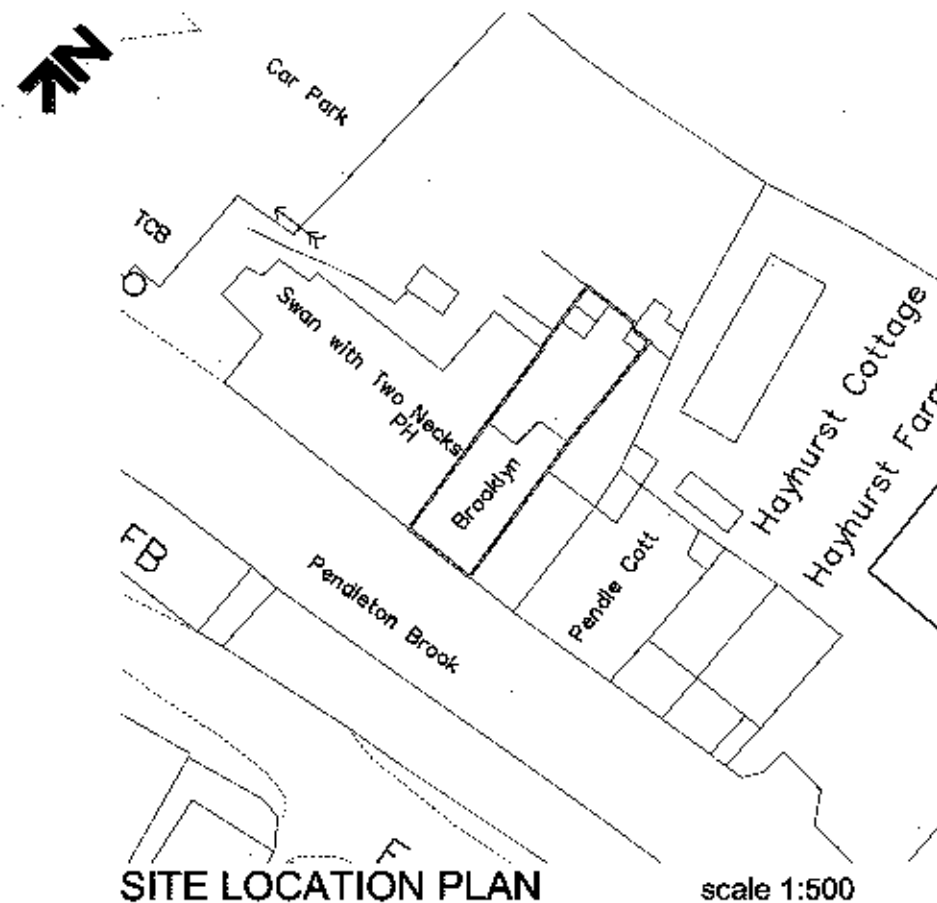 N
Car Park
TCB
Swan with Two Necks
PH
Brooklyn
Hayhurst Cottage
Hayhurst Farm
Pendle Cott
FB
Pendleton Brook
F
SITE LOCATION PLAN
scale 1:500